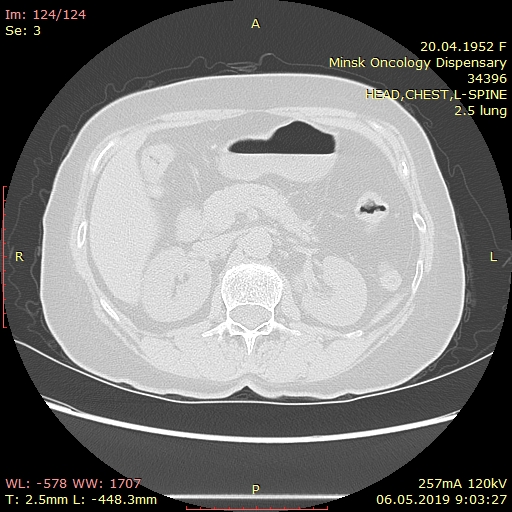 Im: 124/124
Se: 3
A
20.04.1952 F
Minsk Oncology Dispensary
34396
HEAD,CHEST,L-SPINE
2.5 lung
R
L
WL: -578 WW: 1707
T: 2.5mm L: -448.3mm
P
257mA 120kV
06.05.2019 9:03:27